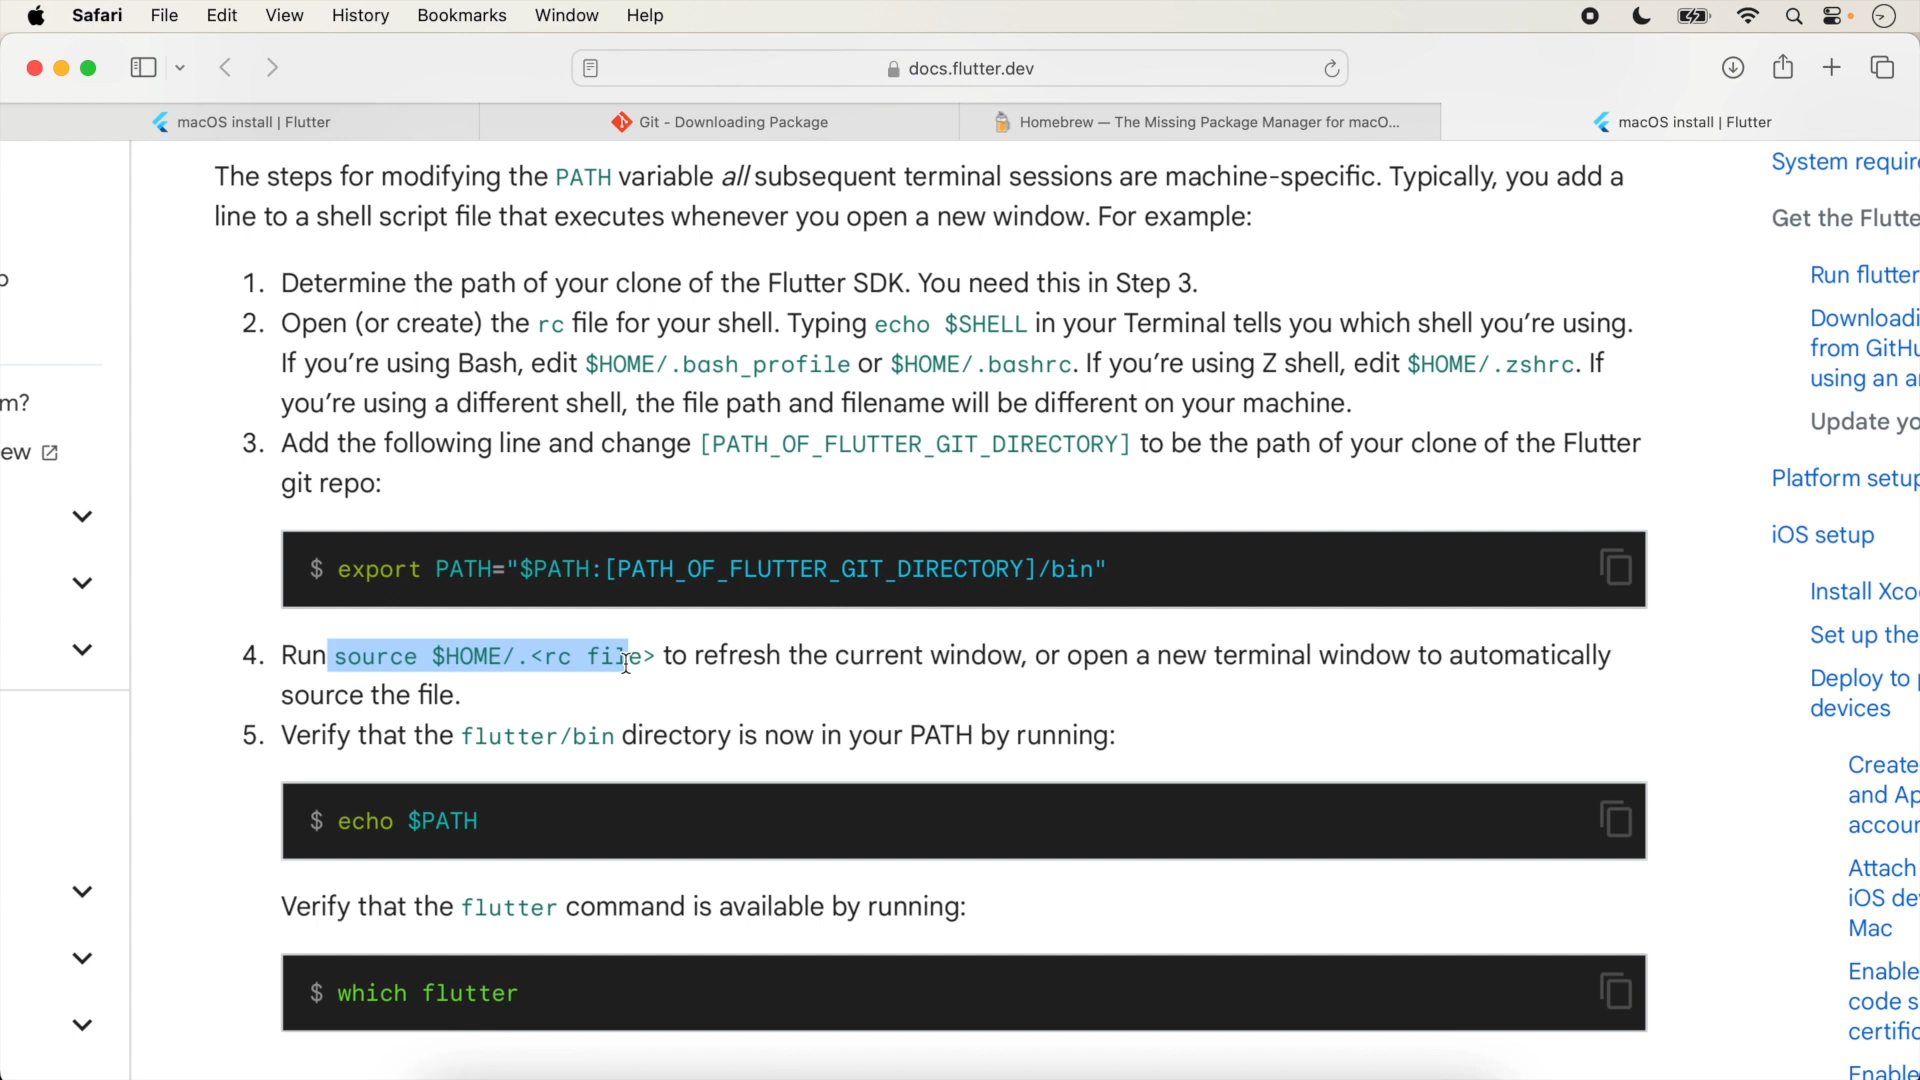 Safari File Edit View History Bookmarks Window Help
docs.flutter.dev
macOS install | Flutter
Git - Downloading Package
Homebrew — The Missing Package Manager for macO...
macOS install | Flutter
m?
ew
The steps for modifying the PATH variable all subsequent terminal sessions are machine-specific. Typically, you add a
line to a shell script file that executes whenever you open a new window. For example:
1. Determine the path of your clone of the Flutter SDK. You need this in Step 3.
2. Open (or create) the rc file for your shell. Typing echo $SHELL in your Terminal tells you which shell you’re using.
If you’re using Bash, edit $HOME/.bash_profile or $HOME/.bashrc. If you’re using Z shell, edit $HOME/.zshrc. If
you’re using a different shell, the file path and filename will be different on your machine.
3. Add the following line and change [PATH_OF_FLUTTER_GIT_DIRECTORY] to be the path of your clone of the Flutter
git repo:
$ export PATH="$PATH:[PATH_OF_FLUTTER_GIT_DIRECTORY]/bin"
4. Run source $HOME/.<rc file> to refresh the current window, or open a new terminal window to automatically
source the file.
5. Verify that the flutter/bin directory is now in your PATH by running:
$ echo $PATH
Verify that the flutter command is available by running:
$ which flutter
System require
Get the Flutte
Run flutter
Downloadi
from GitHu
using an a
Update yo
Platform setup
iOS setup
Install Xco
Set up the
Deploy to p
devices
Create
and Ap
accour
Attach
iOS de
Mac
Enable
code s
certific
Enable